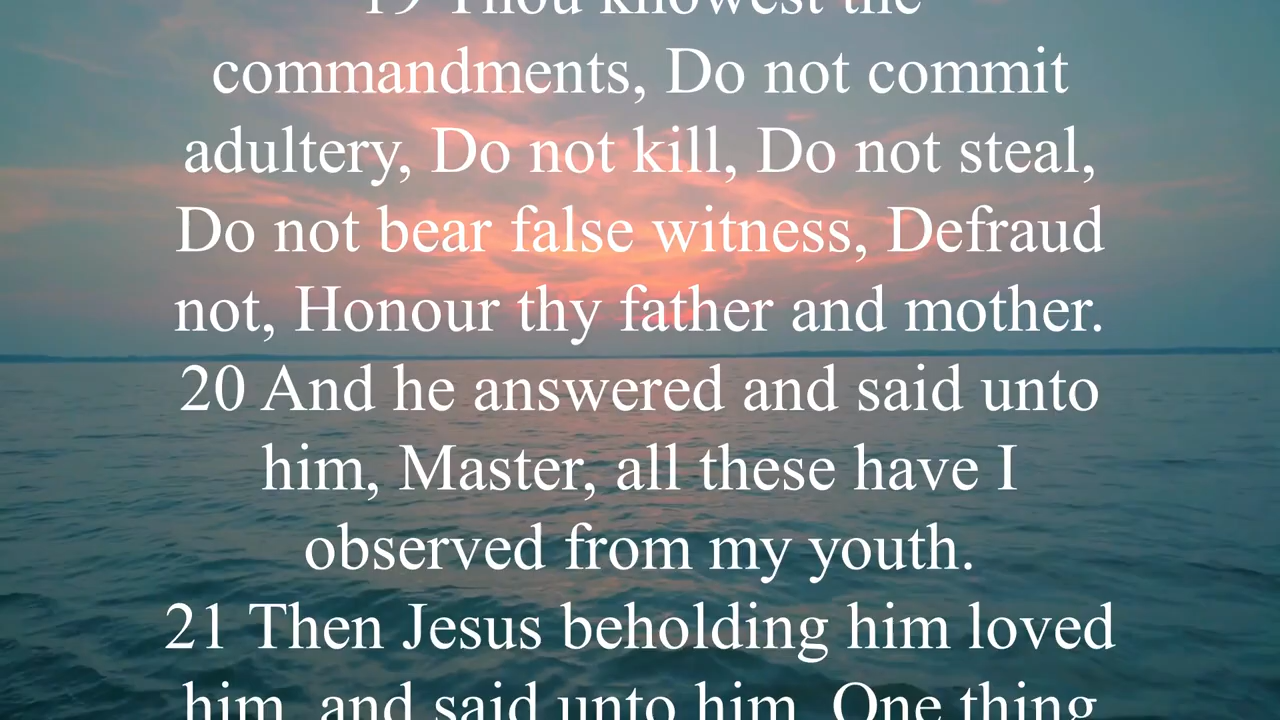 19 Thou knowest the
commandments, Do not commit
adultery, Do not kill, Do not steal,
Do not bear false witness, Defraud
not, Honour thy father and mother.
20 And he answered and said unto
him, Master, all these have I
observed from my youth.
21 Then Jesus beholding him loved
him, and said unto him, One thing